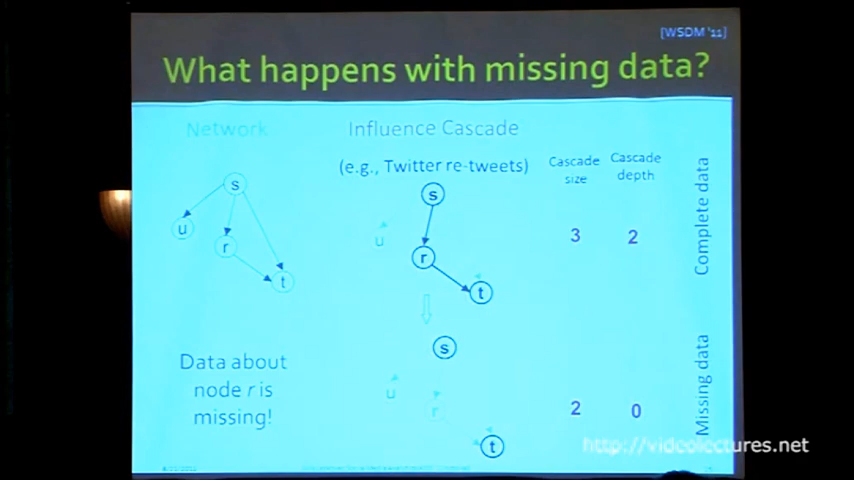 [WSDM '11]
What happens with missing data?
Network
Influence Cascade
(e.g., Twitter re-tweets)
Cascade size
Cascade depth
Complete data
s
u
r
t
s
u
r
t
3
2
Data about
node r is
missing!
s
u
r
t
2
0
Missing data
http://videolectures.net